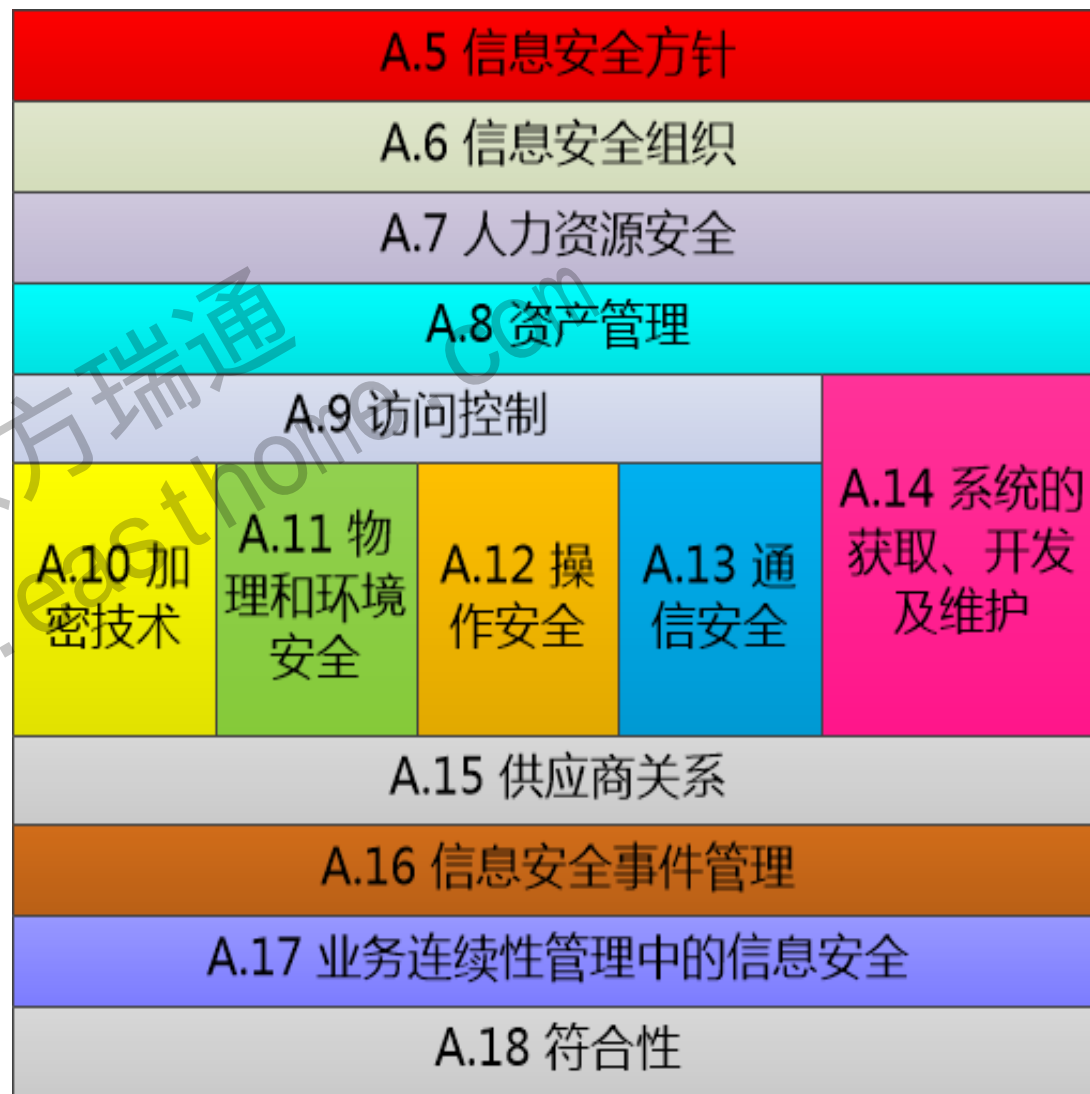 A.5 信息安全方针
A.6 信息安全组织
A.7 人力资源安全
A.8 资产管理
A.9 访问控制
A.10 加
密技术
A.11 物
理和环境
安全
A.12 操
作安全
A.13 通
信安全
A.14 系统的
获取、开发
及维护
A.15 供应商关系
A.16 信息安全事件管理
A.17 业务连续性管理中的信息安全
A.18 符合性
方瑞通
.easthome.com